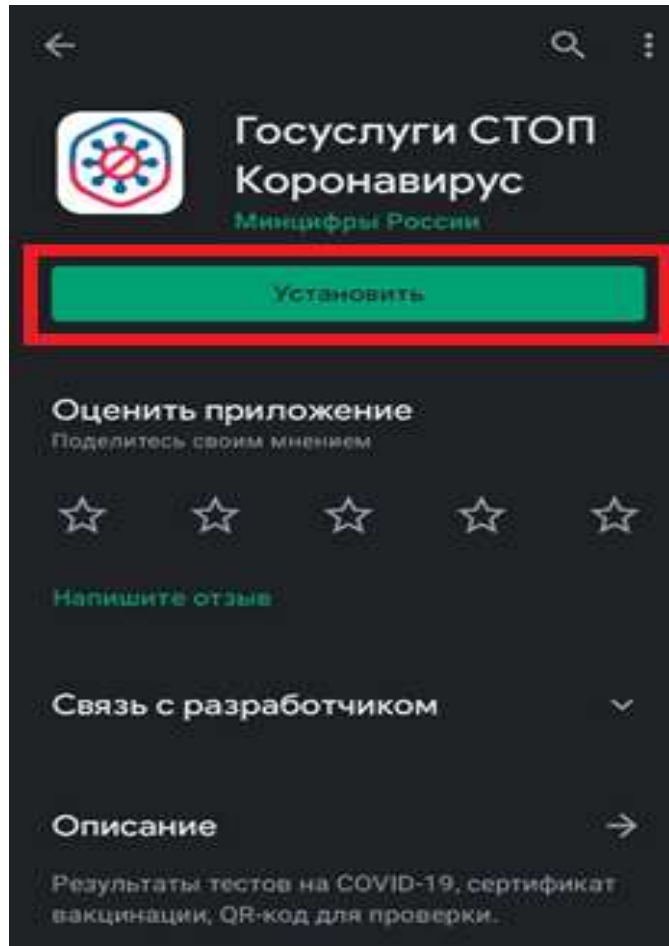 Госуслуги СТОП
Коронавирус
Минцифры России
Установить
Оценить приложение
Поделитесь своим мнением
Напишите отзыв
Связь с разработчиком
Описание
Результаты тестов на COVID-19, сертификат
вакцинации, QR-код для проверки.